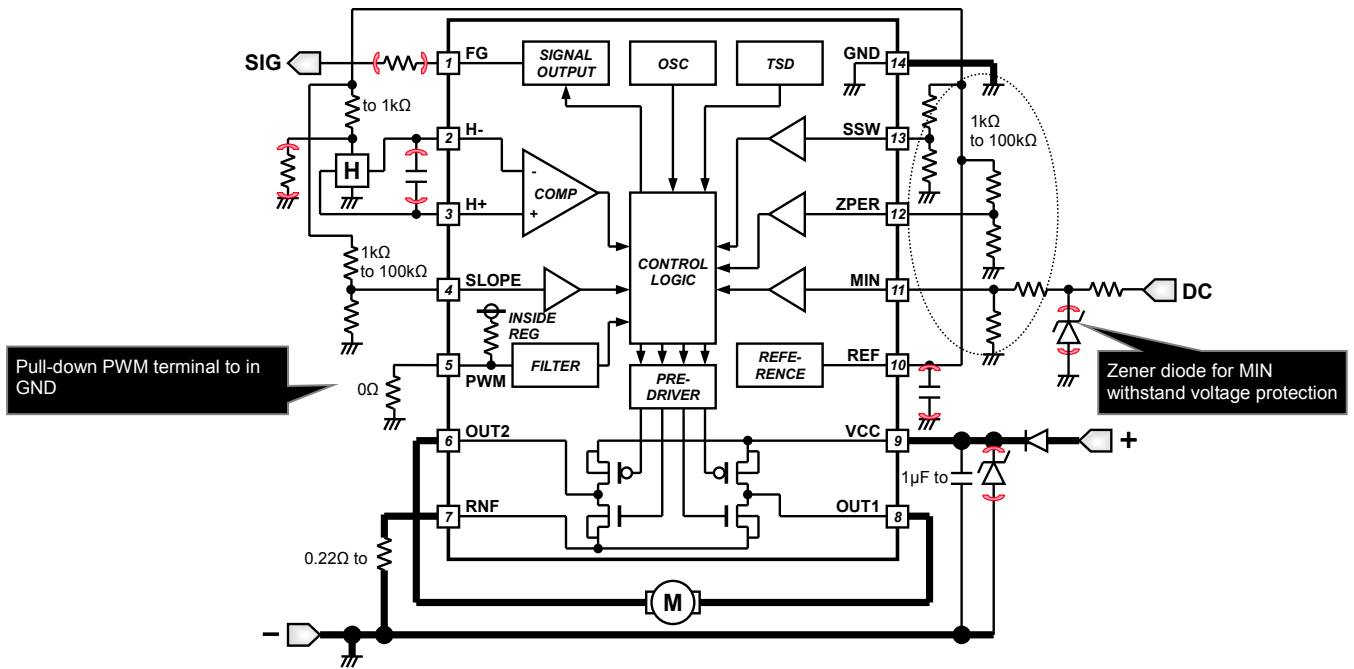 SIG
1
FG
SIGNAL
OUTPUT
OSC
TSD
GND
14
to 1kΩ
2
H-
H
COMP
-
+
3
H+
SSW
13
1kΩ
to 100kΩ
ZPER
12
1kΩ
to 100kΩ
4
SLOPE
CONTROL
LOGIC
MIN
11
DC
INSIDE
REG
Pull-down PWM terminal to in
GND
5
PWM
FILTER
0Ω
PRE-
DRIVER
REFE-
RENCE
REF
10
Zener diode for MIN
withstand voltage protection
6
OUT2
VCC
9
+
1µF to
7
RNF
OUT1
8
0.22Ω to
M
–